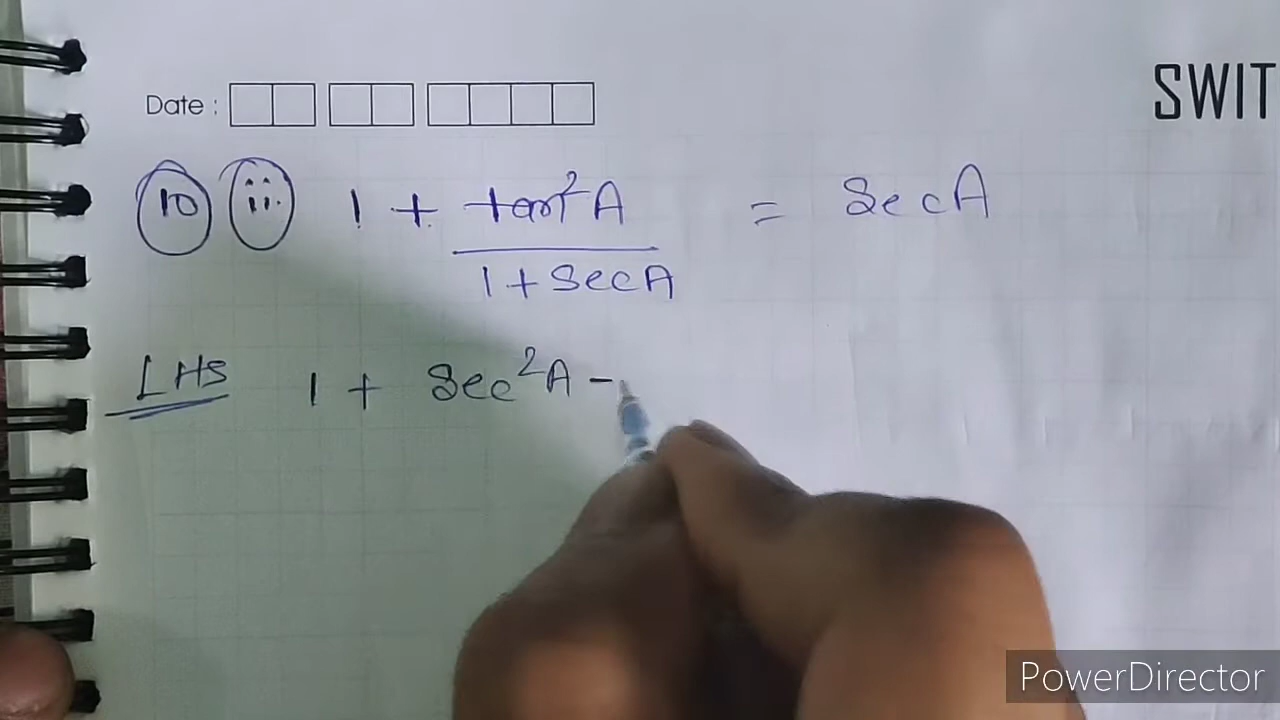 SWIT
Date :
10 ii. 1 + tan²A / 1 + SecA = SecA
LHS 1 + Sec²A -
PowerDirector